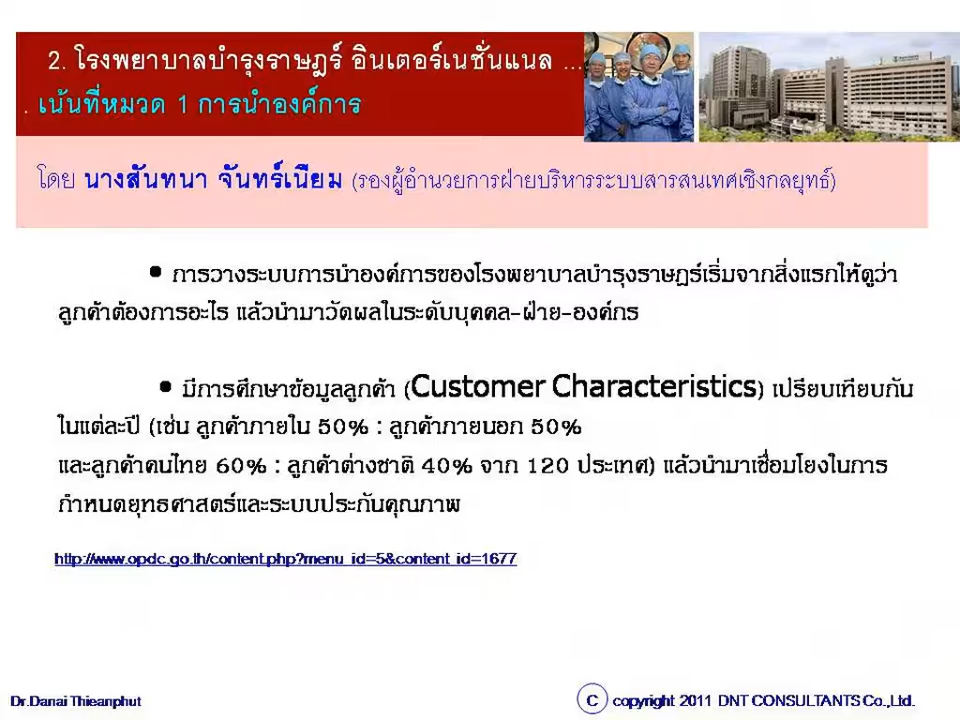 2. โรงพยาบาลบำรุงราษฎร์ อินเตอร์เนชั่นแนล ...
. เน้นที่หมวด 1 การนำองค์การ
โดย นางสันทนา จันทร์เนียม (รองผู้อำนวยการฝ่ายบริหารระบบสารสนเทศเชิงกลยุทธ์)
• การวางระบบการนำองค์การของโรงพยาบาลบำรุงราษฎร์เริ่มจากสิ่งแรกให้ดูว่า
ลูกค้าต้องการอะไร แล้วนำมาวัดผลในระดับบุคคล-ฝ่าย-องค์กร
• มีการศึกษาข้อมูลลูกค้า (Customer Characteristics) เปรียบเทียบกัน
ในแต่ละปี (เช่น ลูกค้าภายใน 50% : ลูกค้าภายนอก 50%
และลูกค้าคนไทย 60% : ลูกค้าต่างชาติ 40% จาก 120 ประเทศ) แล้วนำมาเชื่อมโยงในการ
กำหนดยุทธศาสตร์และระบบประกันคุณภาพ
http://www.opdc.go.th/content.php?menu_id=5&content_id=1677
Dr.Danai Thieanphut
C copyright 2011 DNT CONSULTANTS Co.,Ltd.